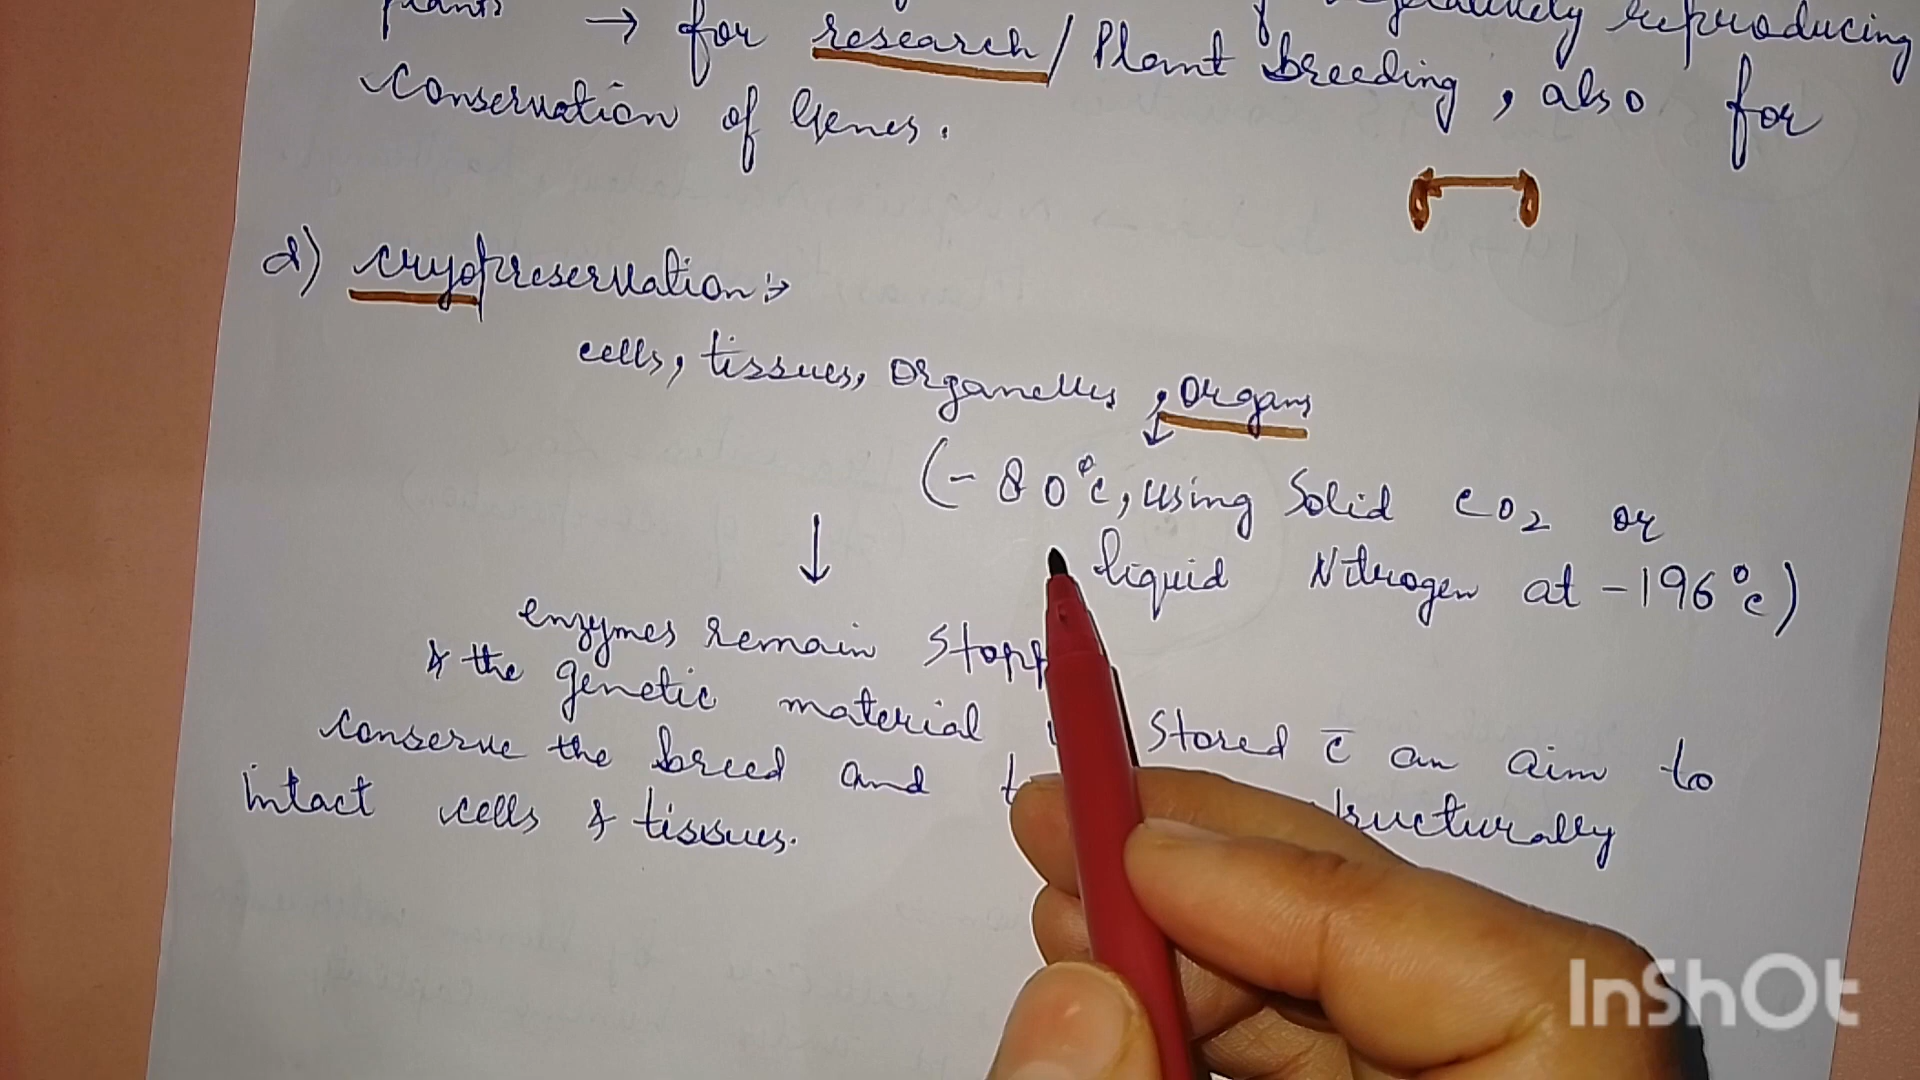 plants → for research / Plant breeding, also for
conservation of Genes.
d) cryopreservation:→
cells, tissues, organelles, organs
(-80°c, using Solid CO2 or
liquid Nitrogen at -196°c)
enzymes remain
& the genetic material stored c̄ an aim to
conserve the breed and
intact cells & tissues.
InShOt